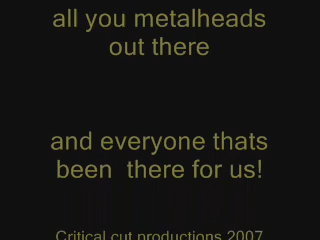 all you metalheads
out there
and everyone thats
been  there for us!
Critical cut productions 2007